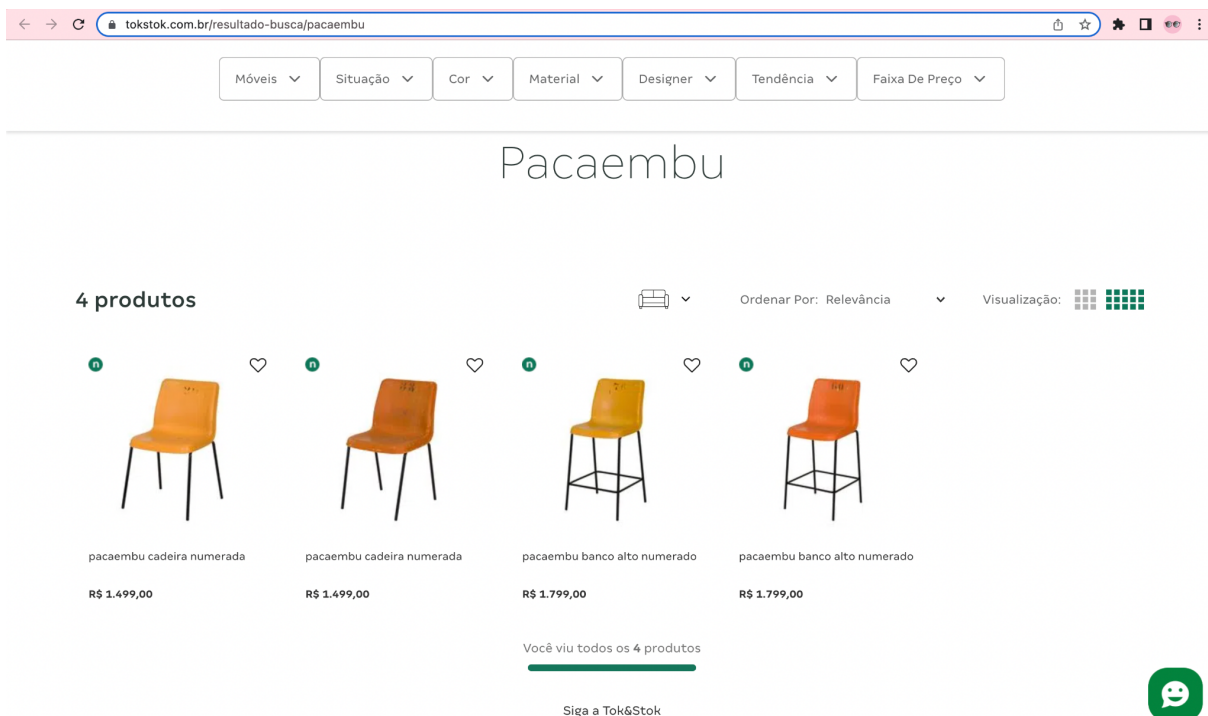 tokstok.com.br/resultado-busca/pacaembu
Móveis Situação Cor Material Designer Tendência Faixa De Preço
Pacaembu
4 produtos Ordenar Por: Relevância Visualização:
n n n n
pacaembu cadeira numerada pacaembu cadeira numerada pacaembu banco alto numerado pacaembu banco alto numerado
R$ 1.499,00 R$ 1.499,00 R$ 1.799,00 R$ 1.799,00
Você viu todos os 4 produtos
Siga a Tok&Stok